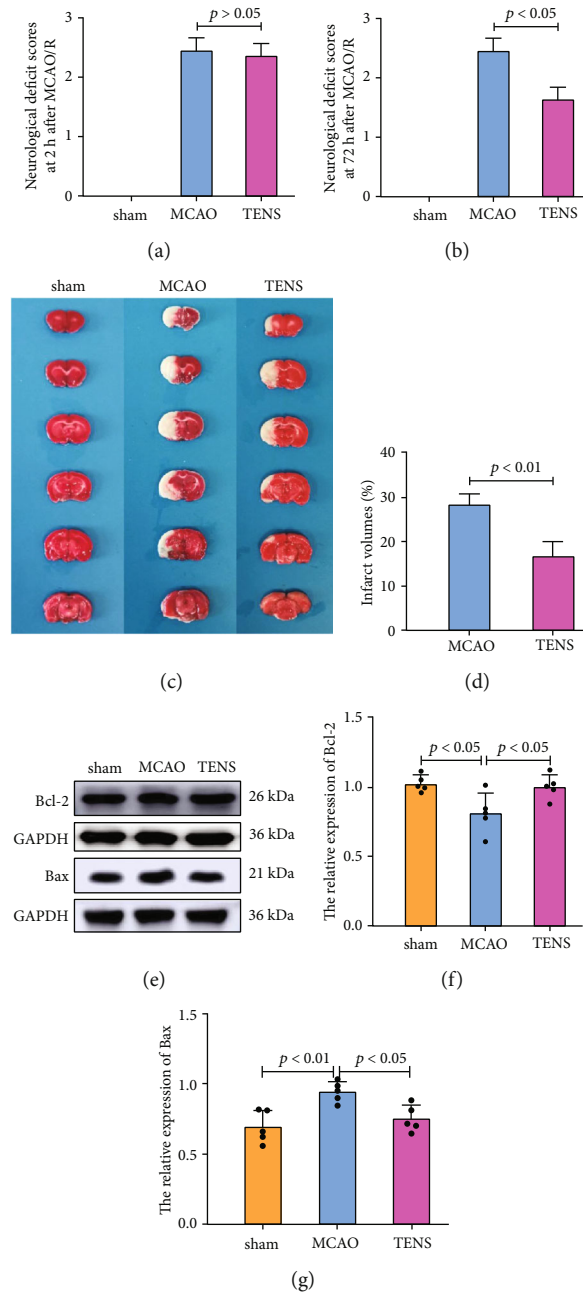 Neurological deficit scores
at 2 h after MCAO/R
3
2
1
0
p > 0.05
sham
MCAO
TENS
(a)
Neurological deficit scores
at 72 h after MCAO/R
3
2
1
0
p < 0.05
sham
MCAO
TENS
(b)
sham
MCAO
TENS
(c)
Infarct volumes (%)
40
30
20
10
0
p < 0.01
MCAO
TENS
(d)
sham MCAO TENS
Bcl-2 26 kDa
GAPDH 36 kDa
Bax 21 kDa
GAPDH 36 kDa
(e)
The relative expression of Bcl-2
1.5
1.0
0.5
0.0
p < 0.05
p < 0.05
sham
MCAO
TENS
(f)
The relative expression of Bax
1.5
1.0
0.5
0.0
p < 0.01
p < 0.05
sham
MCAO
TENS
(g)